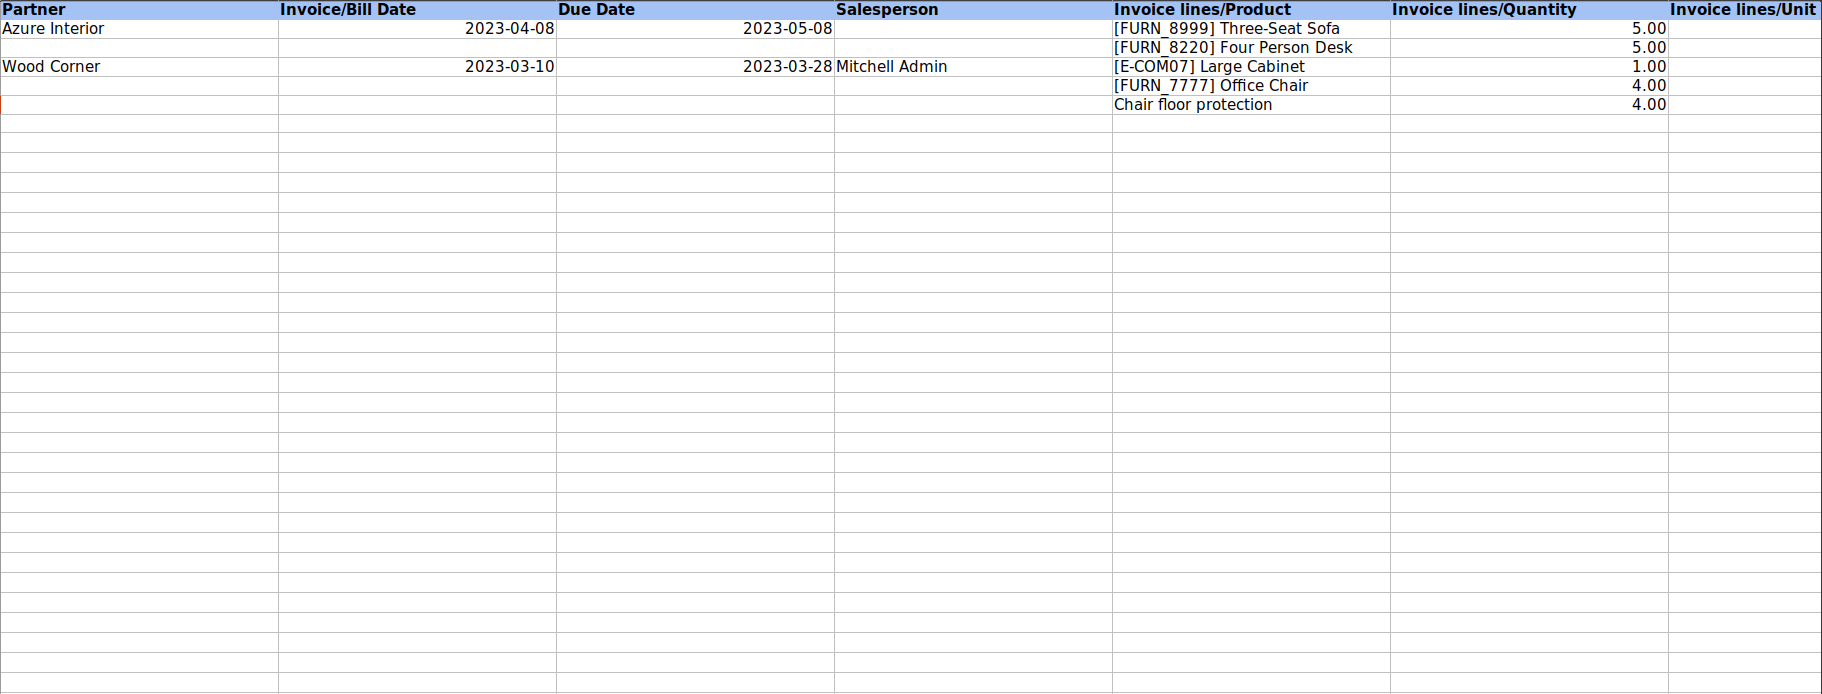 Partner Invoice/Bill Date Due Date Salesperson Invoice lines/Product Invoice lines/Quantity Invoice lines/Unit
Azure Interior 2023-04-08 2023-05-08 [FURN_8999] Three-Seat Sofa 5.00
[FURN_8220] Four Person Desk 5.00
Wood Corner 2023-03-10 2023-03-28 Mitchell Admin [E-COM07] Large Cabinet 1.00
[FURN_7777] Office Chair 4.00
Chair floor protection 4.00